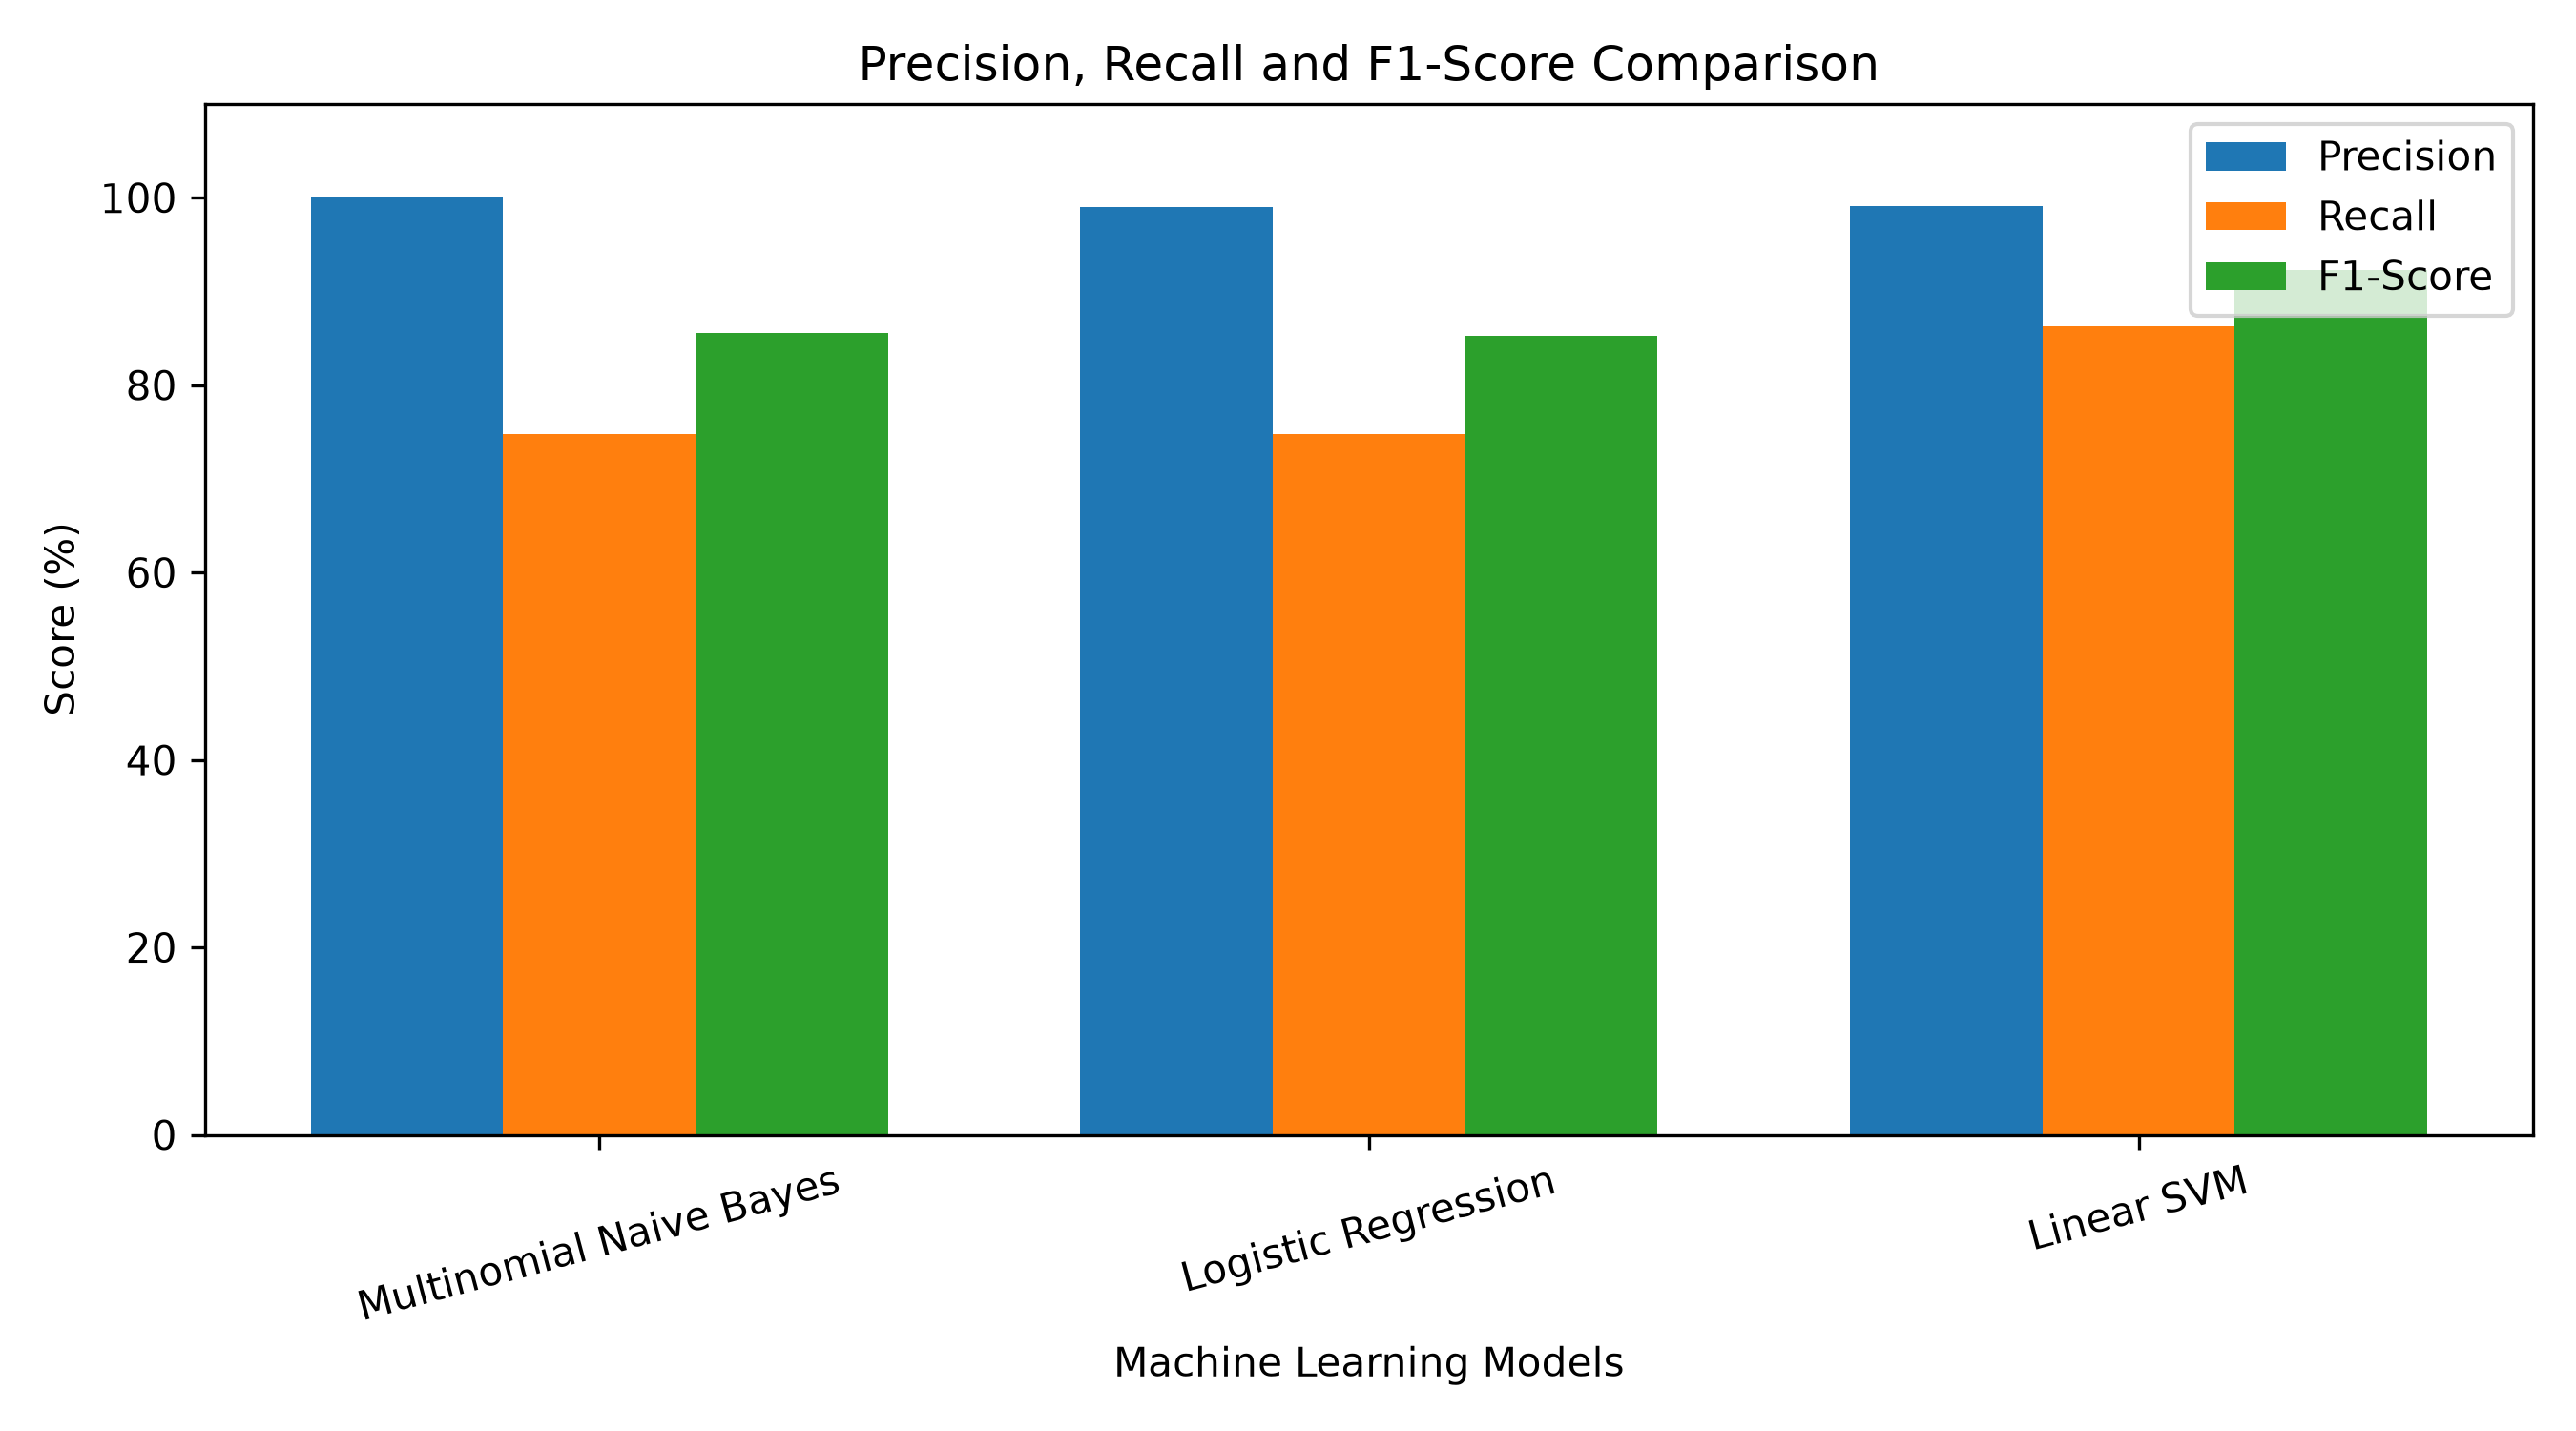 Precision, Recall and F1-Score Comparison
Precision
Recall
F1-Score
Score (%)
100
80
60
40
20
0
Multinomial Naive Bayes
Logistic Regression
Linear SVM
Machine Learning Models